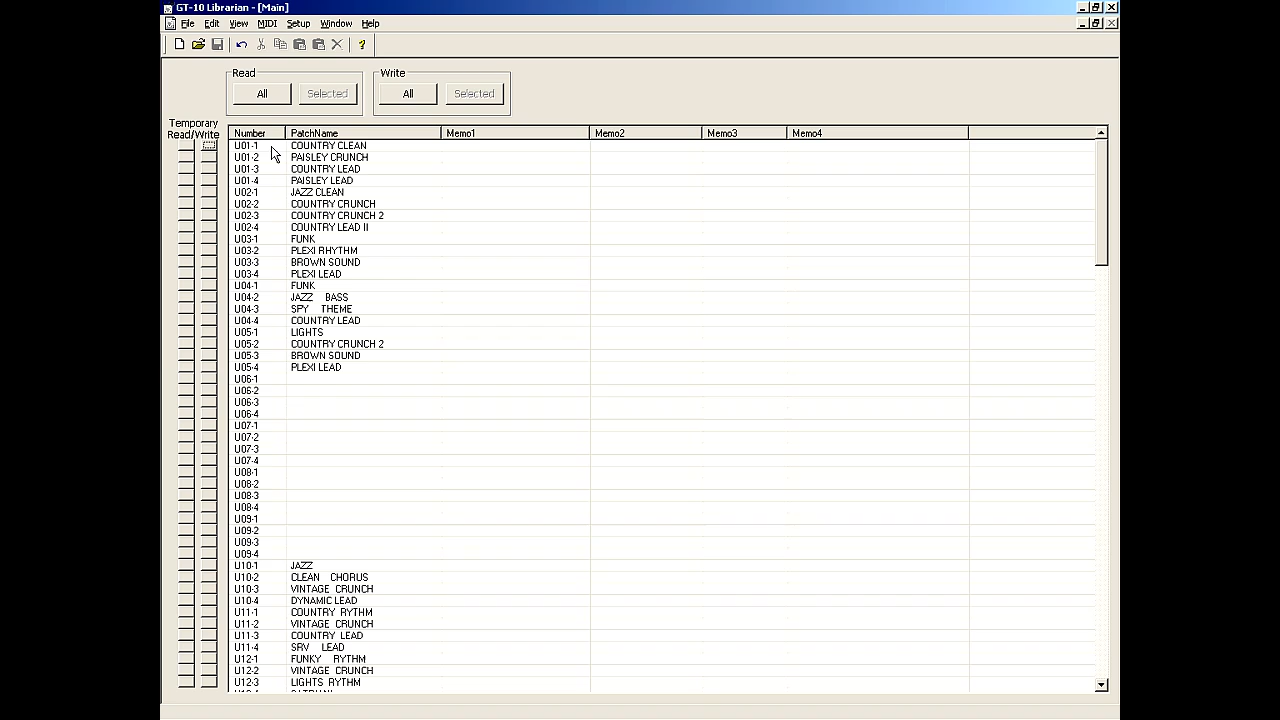 GT-10 Librarian - [Main]
File Edit View MIDI Setup Window Help
Read Write
All Selected All Selected
Temporary
Read/Write
Number PatchName Memo1 Memo2 Memo3 Memo4
U01-1 COUNTRY CLEAN
U01-2 PAISLEY CRUNCH
U01-3 COUNTRY LEAD
U01-4 PAISLEY LEAD
U02-1 JAZZ CLEAN
U02-2 COUNTRY CRUNCH
U02-3 COUNTRY CRUNCH 2
U02-4 COUNTRY LEAD II
U03-1 FUNK
U03-2 PLEXI RHYTHM
U03-3 BROWN SOUND
U03-4 PLEXI LEAD
U04-1 FUNK
U04-2 JAZZ BASS
U04-3 SPY THEME
U04-4 COUNTRY LEAD
U05-1 LIGHTS
U05-2 COUNTRY CRUNCH 2
U05-3 BROWN SOUND
U05-4 PLEXI LEAD
U06-1
U06-2
U06-3
U06-4
U07-1
U07-2
U07-3
U07-4
U08-1
U08-2
U08-3
U08-4
U09-1
U09-2
U09-3
U09-4
U10-1 JAZZ
U10-2 CLEAN CHORUS
U10-3 VINTAGE CRUNCH
U10-4 DYNAMIC LEAD
U11-1 COUNTRY RYTHM
U11-2 VINTAGE CRUNCH
U11-3 COUNTRY LEAD
U11-4 SRV LEAD
U12-1 FUNKY RYTHM
U12-2 VINTAGE CRUNCH
U12-3 LIGHTS RYTHM